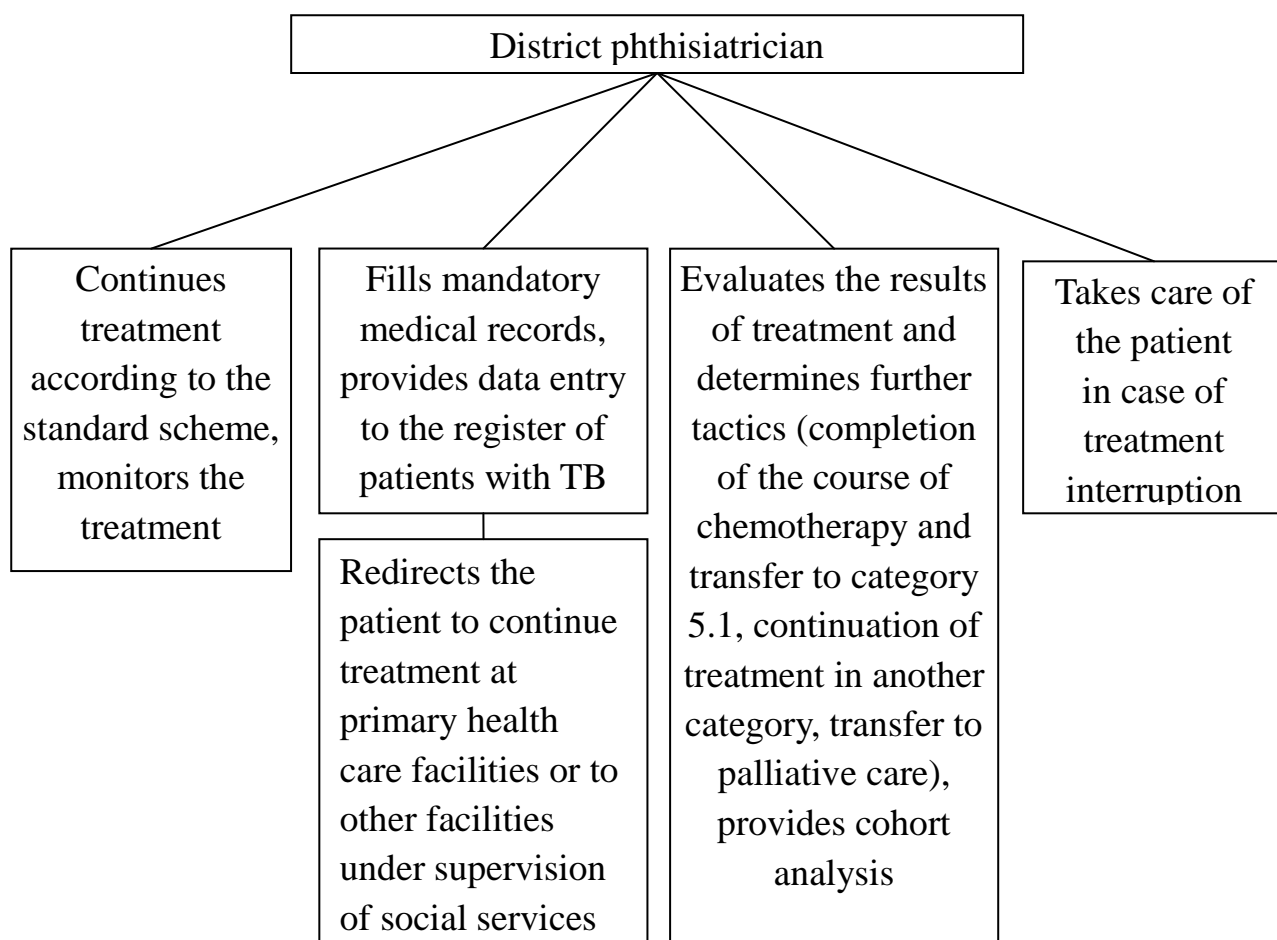 District phthisiatrician
Continues
treatment
according to the
standard scheme,
monitors the
treatment
Fills mandatory
medical records,
provides data entry
to the register of
patients with TB
Redirects the
patient to continue
treatment at
primary health
care facilities or to
other facilities
under supervision
of social services
Evaluates the results
of treatment and
determines further
tactics (completion
of the course of
chemotherapy and
transfer to category
5.1, continuation of
treatment in another
category, transfer to
palliative care),
provides cohort
analysis
Takes care of
the patient
in case of
treatment
interruption